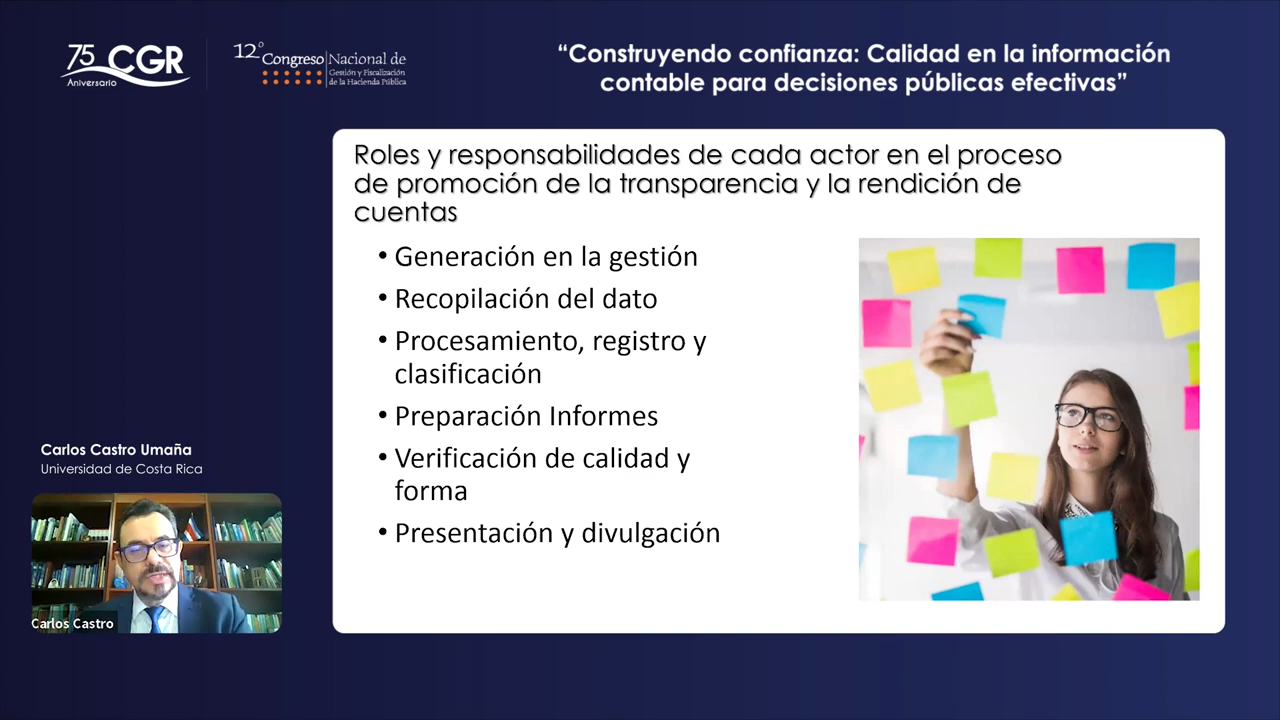 75 CGR
Aniversario
12° Congreso Nacional de
Gestión y Fiscalización
de la Hacienda Pública
“Construyendo confianza: Calidad en la información
contable para decisiones públicas efectivas”
Roles y responsabilidades de cada actor en el proceso
de promoción de la transparencia y la rendición de
cuentas
• Generación en la gestión
• Recopilación del dato
• Procesamiento, registro y
clasificación
• Preparación Informes
• Verificación de calidad y
forma
• Presentación y divulgación
Carlos Castro Umaña
Universidad de Costa Rica
Carlos Castro